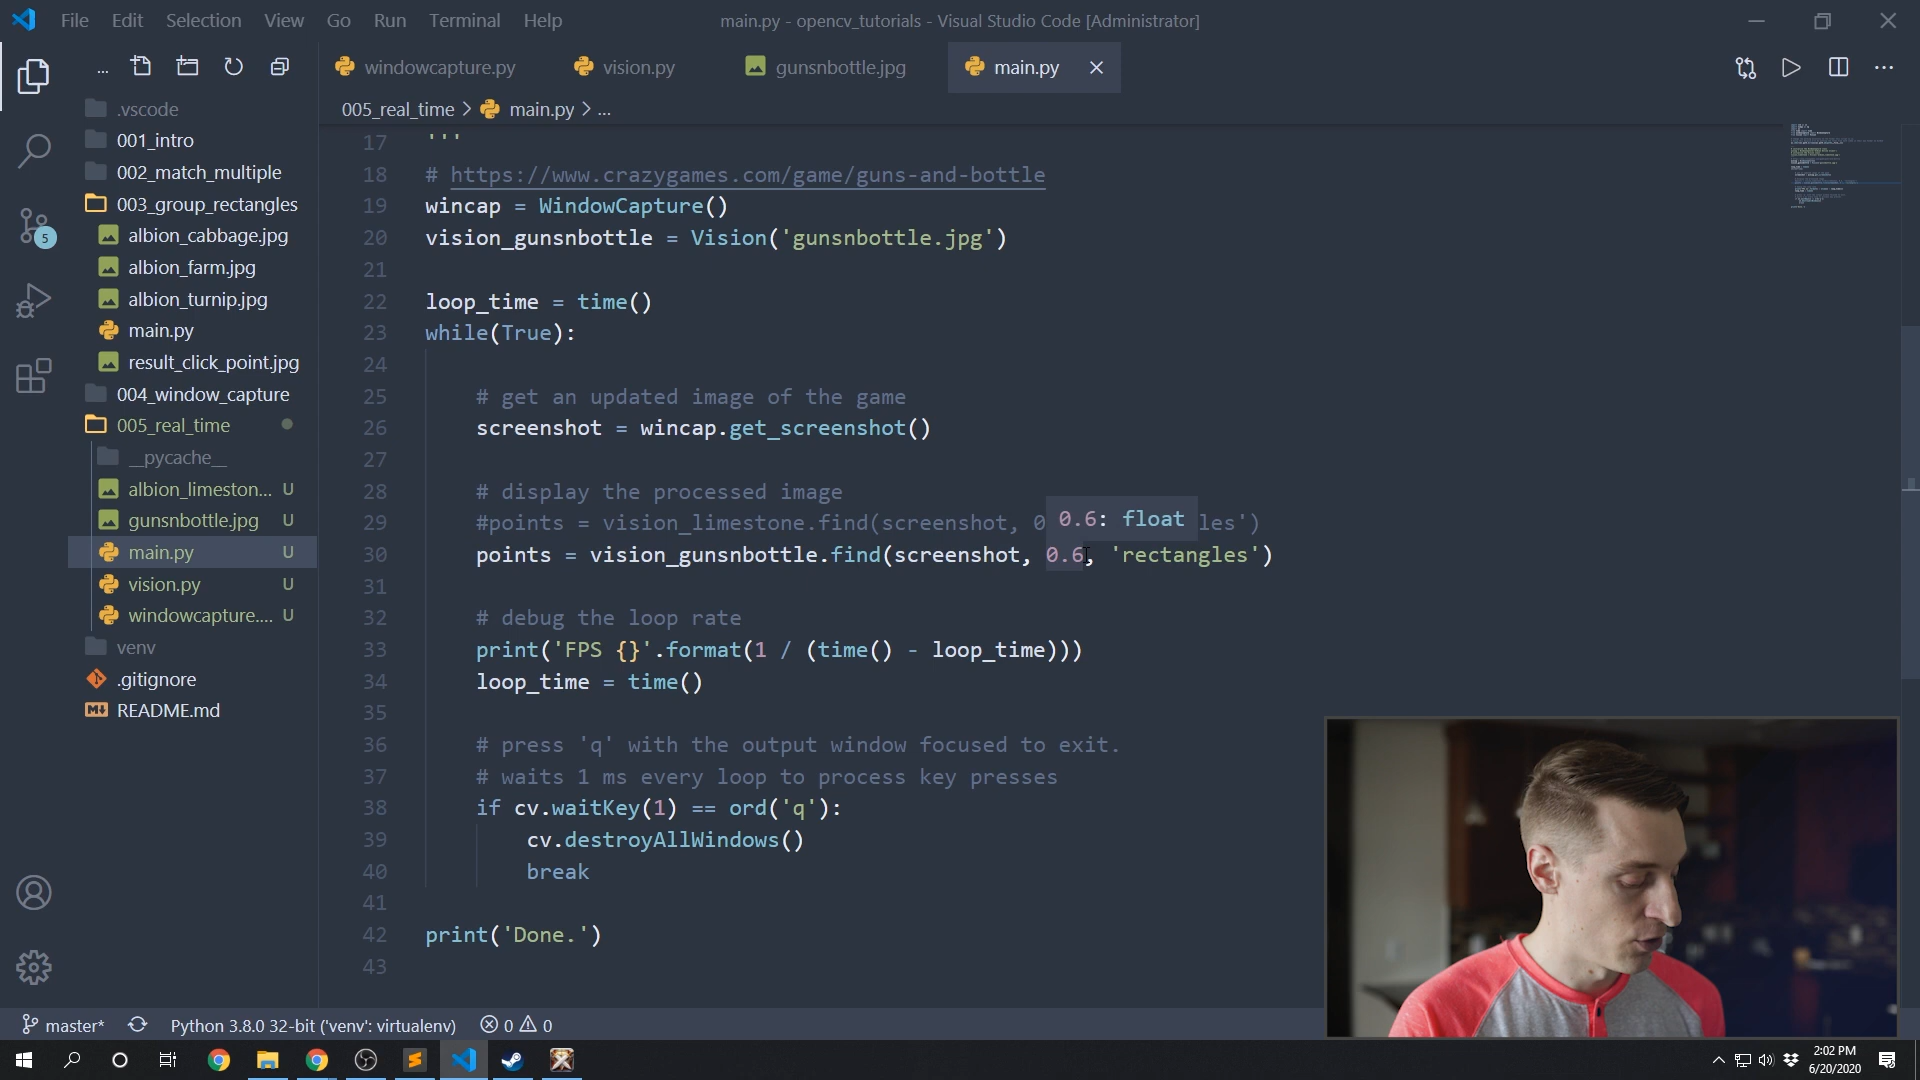 File Edit Selection View Go Run Terminal Help
main.py - opencv_tutorials - Visual Studio Code [Administrator]
...
windowcapture.py
vision.py
gunsnbottle.jpg
main.py
005_real_time > main.py > ...
.vscode
001_intro
002_match_multiple
003_group_rectangles
albion_cabbage.jpg
albion_farm.jpg
albion_turnip.jpg
main.py
result_click_point.jpg
004_window_capture
005_real_time
__pycache__
albion_limeston... U
gunsnbottle.jpg U
main.py U
vision.py U
windowcapture.... U
venv
.gitignore
README.md
5
17 '''
18 # https://www.crazygames.com/game/guns-and-bottle
19 wincap = WindowCapture()
20 vision_gunsnbottle = Vision('gunsnbottle.jpg')
21
22 loop_time = time()
23 while(True):
24
25 # get an updated image of the game
26 screenshot = wincap.get_screenshot()
27
28 # display the processed image
29 #points = vision_limestone.find(screenshot, 0 les')
0.6: float
30 points = vision_gunsnbottle.find(screenshot, 0.6, 'rectangles')
31
32 # debug the loop rate
33 print('FPS {}'.format(1 / (time() - loop_time)))
34 loop_time = time()
35
36 # press 'q' with the output window focused to exit.
37 # waits 1 ms every loop to process key presses
38 if cv.waitKey(1) == ord('q'):
39 cv.destroyAllWindows()
40 break
41
42 print('Done.')
43
master* Python 3.8.0 32-bit ('venv': virtualenv) 0 0
2:02 PM
6/20/2020